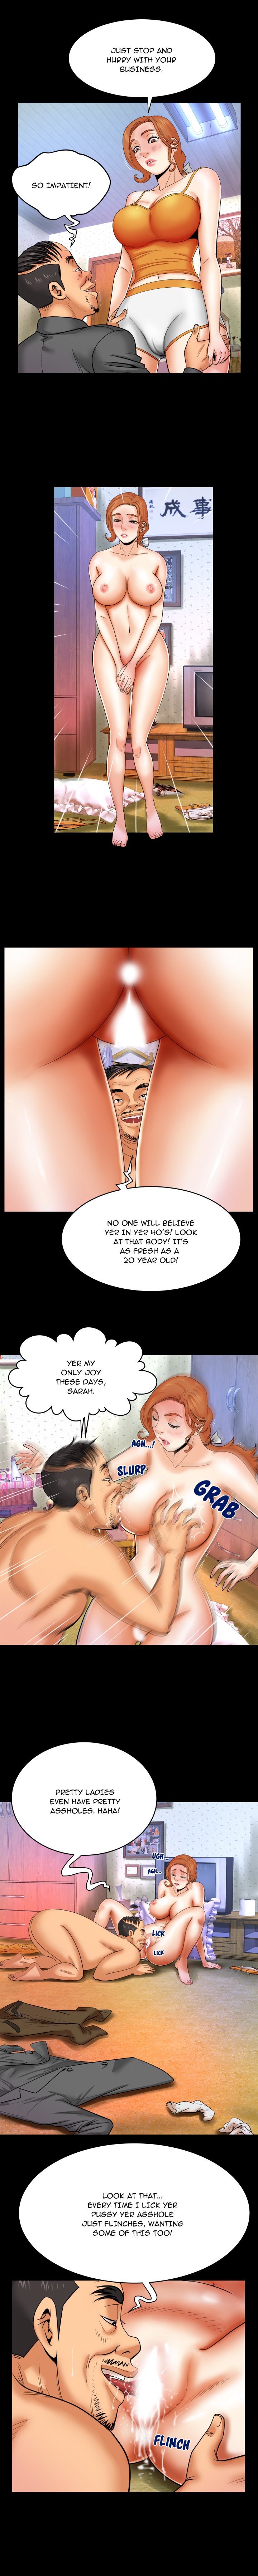 JUST STOP AND
HURRY WITH YOUR
BUSINESS.
SO IMPATIENT!
成 事
NO ONE WILL BELIEVE
YER IN YER 40'S! LOOK
AT THAT BODY! IT'S
AS FRESH AS A
20 YEAR OLD!
YER MY
ONLY JOY
THESE DAYS,
SARAH.
AGH...!
SLURP
GRAB
PRETTY LADIES
EVEN HAVE PRETTY
ASSHOLES. HAHA!
UGH
AGH...
LICK
LICK
LOOK AT THAT...
EVERY TIME I LICK YER
PUSSY YER ASSHOLE
JUST FLINCHES, WANTING
SOME OF THIS TOO!
FLINCH